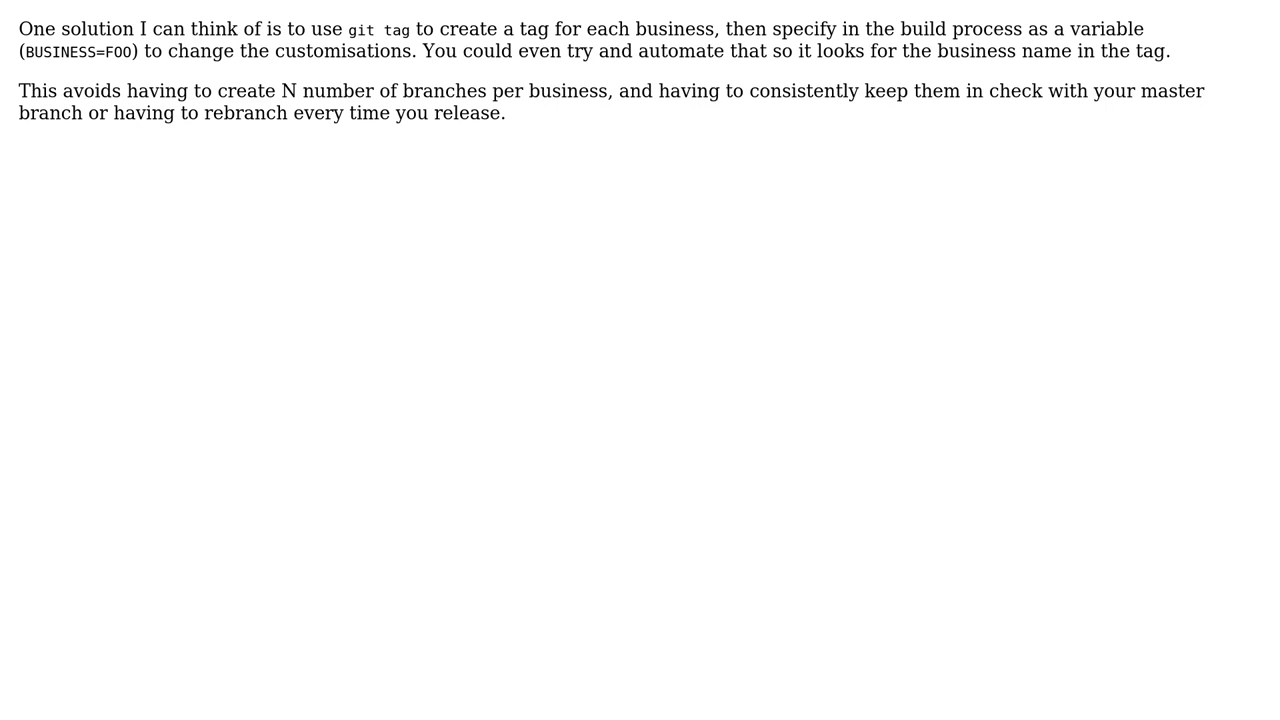 One solution I can think of is to use git tag to create a tag for each business, then specify in the build process as a variable
(BUSINESS=FOO) to change the customisations. You could even try and automate that so it looks for the business name in the tag.
This avoids having to create N number of branches per business, and having to consistently keep them in check with your master
branch or having to rebranch every time you release.